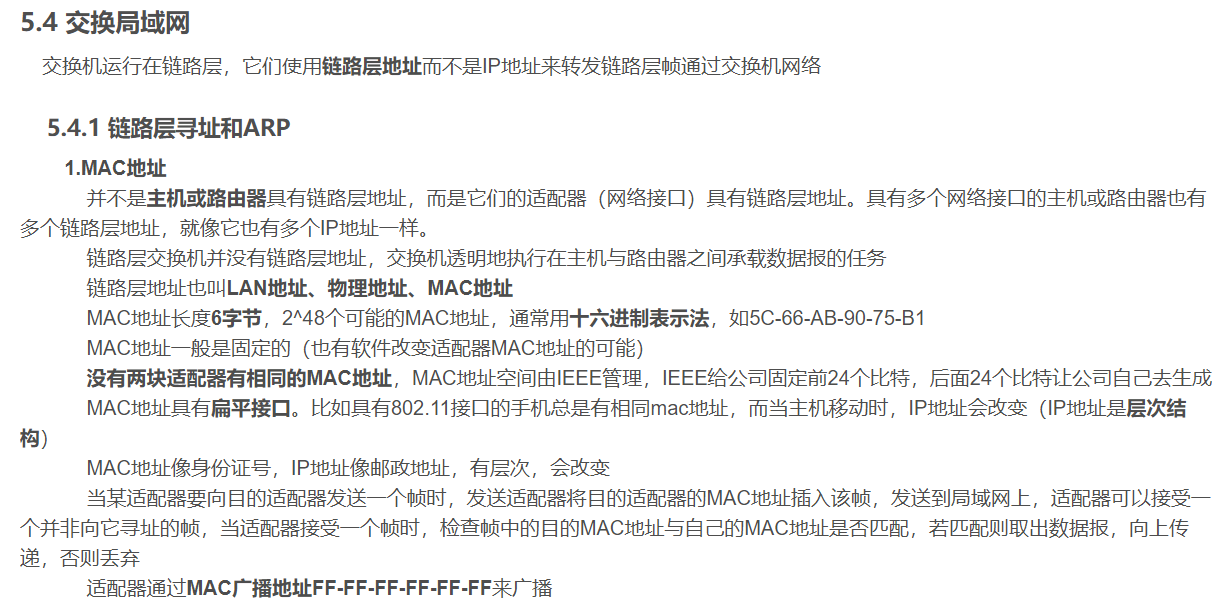 5.4 交换局域网
交换机运行在链路层，它们使用链路层地址而不是IP地址来转发链路层帧通过交换机网络
5.4.1 链路层寻址和ARP
1.MAC地址
并不是主机或路由器具有链路层地址，而是它们的适配器（网络接口）具有链路层地址。具有多个网络接口的主机或路由器也有
多个链路层地址，就像它也有多个IP地址一样。
链路层交换机并没有链路层地址，交换机透明地执行在主机与路由器之间承载数据报的任务
链路层地址也叫LAN地址、物理地址、MAC地址
MAC地址长度6字节，2^48个可能的MAC地址，通常用十六进制表示法，如5C-66-AB-90-75-B1
MAC地址一般是固定的（也有软件改变适配器MAC地址的可能）
没有两块适配器有相同的MAC地址，MAC地址空间由IEEE管理，IEEE给公司固定前24个比特，后面24个比特让公司自己去生成
MAC地址具有扁平接口。比如具有802.11接口的手机总是有相同mac地址，而当主机移动时，IP地址会改变（IP地址是层次结
构）
MAC地址像身份证号，IP地址像邮政地址，有层次，会改变
当某适配器要向目的适配器发送一个帧时，发送适配器将目的适配器的MAC地址插入该帧，发送到局域网上，适配器可以接受一
个并非向它寻址的帧，当适配器接受一个帧时，检查帧中的目的MAC地址与自己的MAC地址是否匹配，若匹配则取出数据报，向上传
递，否则丢弃
适配器通过MAC广播地址FF-FF-FF-FF-FF-FF来广播